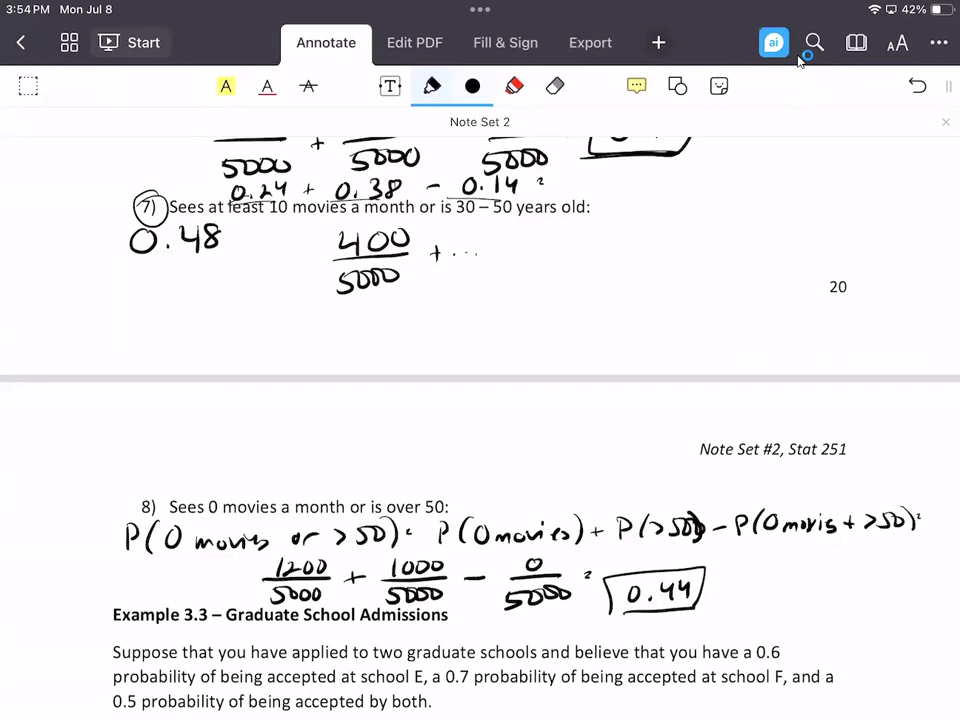 3:54 PM Mon Jul 8
42%
Start
Annotate
Edit PDF
Fill & Sign
Export
ai
AA
A A A T
Note Set 2
5000 + 5000 5000
0.24 + 0.38 - 0.14 =
7) Sees at least 10 movies a month or is 30 – 50 years old:
0.48
400
5000
+ ...
20
Note Set #2, Stat 251
8) Sees 0 movies a month or is over 50:
P(0 movies or >50) = P(0 movies) + P(>50) - P(0 movis + >50) =
1200/5000 + 1000/5000 - 0/5000 = 0.44
Example 3.3 – Graduate School Admissions
Suppose that you have applied to two graduate schools and believe that you have a 0.6
probability of being accepted at school E, a 0.7 probability of being accepted at school F, and a
0.5 probability of being accepted by both.